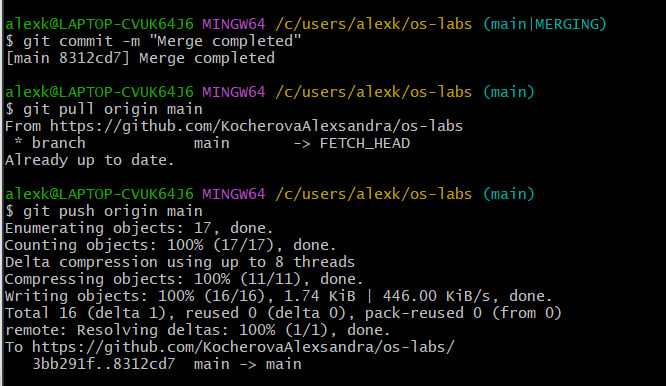 alexk@LAPTOP-CVUK64J6 MINGW64 /c/users/alexk/os-labs (main|MERGING)
$ git commit -m "Merge completed"
[main 8312cd7] Merge completed

alexk@LAPTOP-CVUK64J6 MINGW64 /c/users/alexk/os-labs (main)
$ git pull origin main
From https://github.com/KocherovaAlexsandra/os-labs
 * branch            main       -> FETCH_HEAD
Already up to date.

alexk@LAPTOP-CVUK64J6 MINGW64 /c/users/alexk/os-labs (main)
$ git push origin main
Enumerating objects: 17, done.
Counting objects: 100% (17/17), done.
Delta compression using up to 8 threads
Compressing objects: 100% (11/11), done.
Writing objects: 100% (16/16), 1.74 KiB | 446.00 KiB/s, done.
Total 16 (delta 1), reused 0 (delta 0), pack-reused 0 (from 0)
remote: Resolving deltas: 100% (1/1), done.
To https://github.com/KocherovaAlexsandra/os-labs/
   3bb291f..8312cd7  main -> main